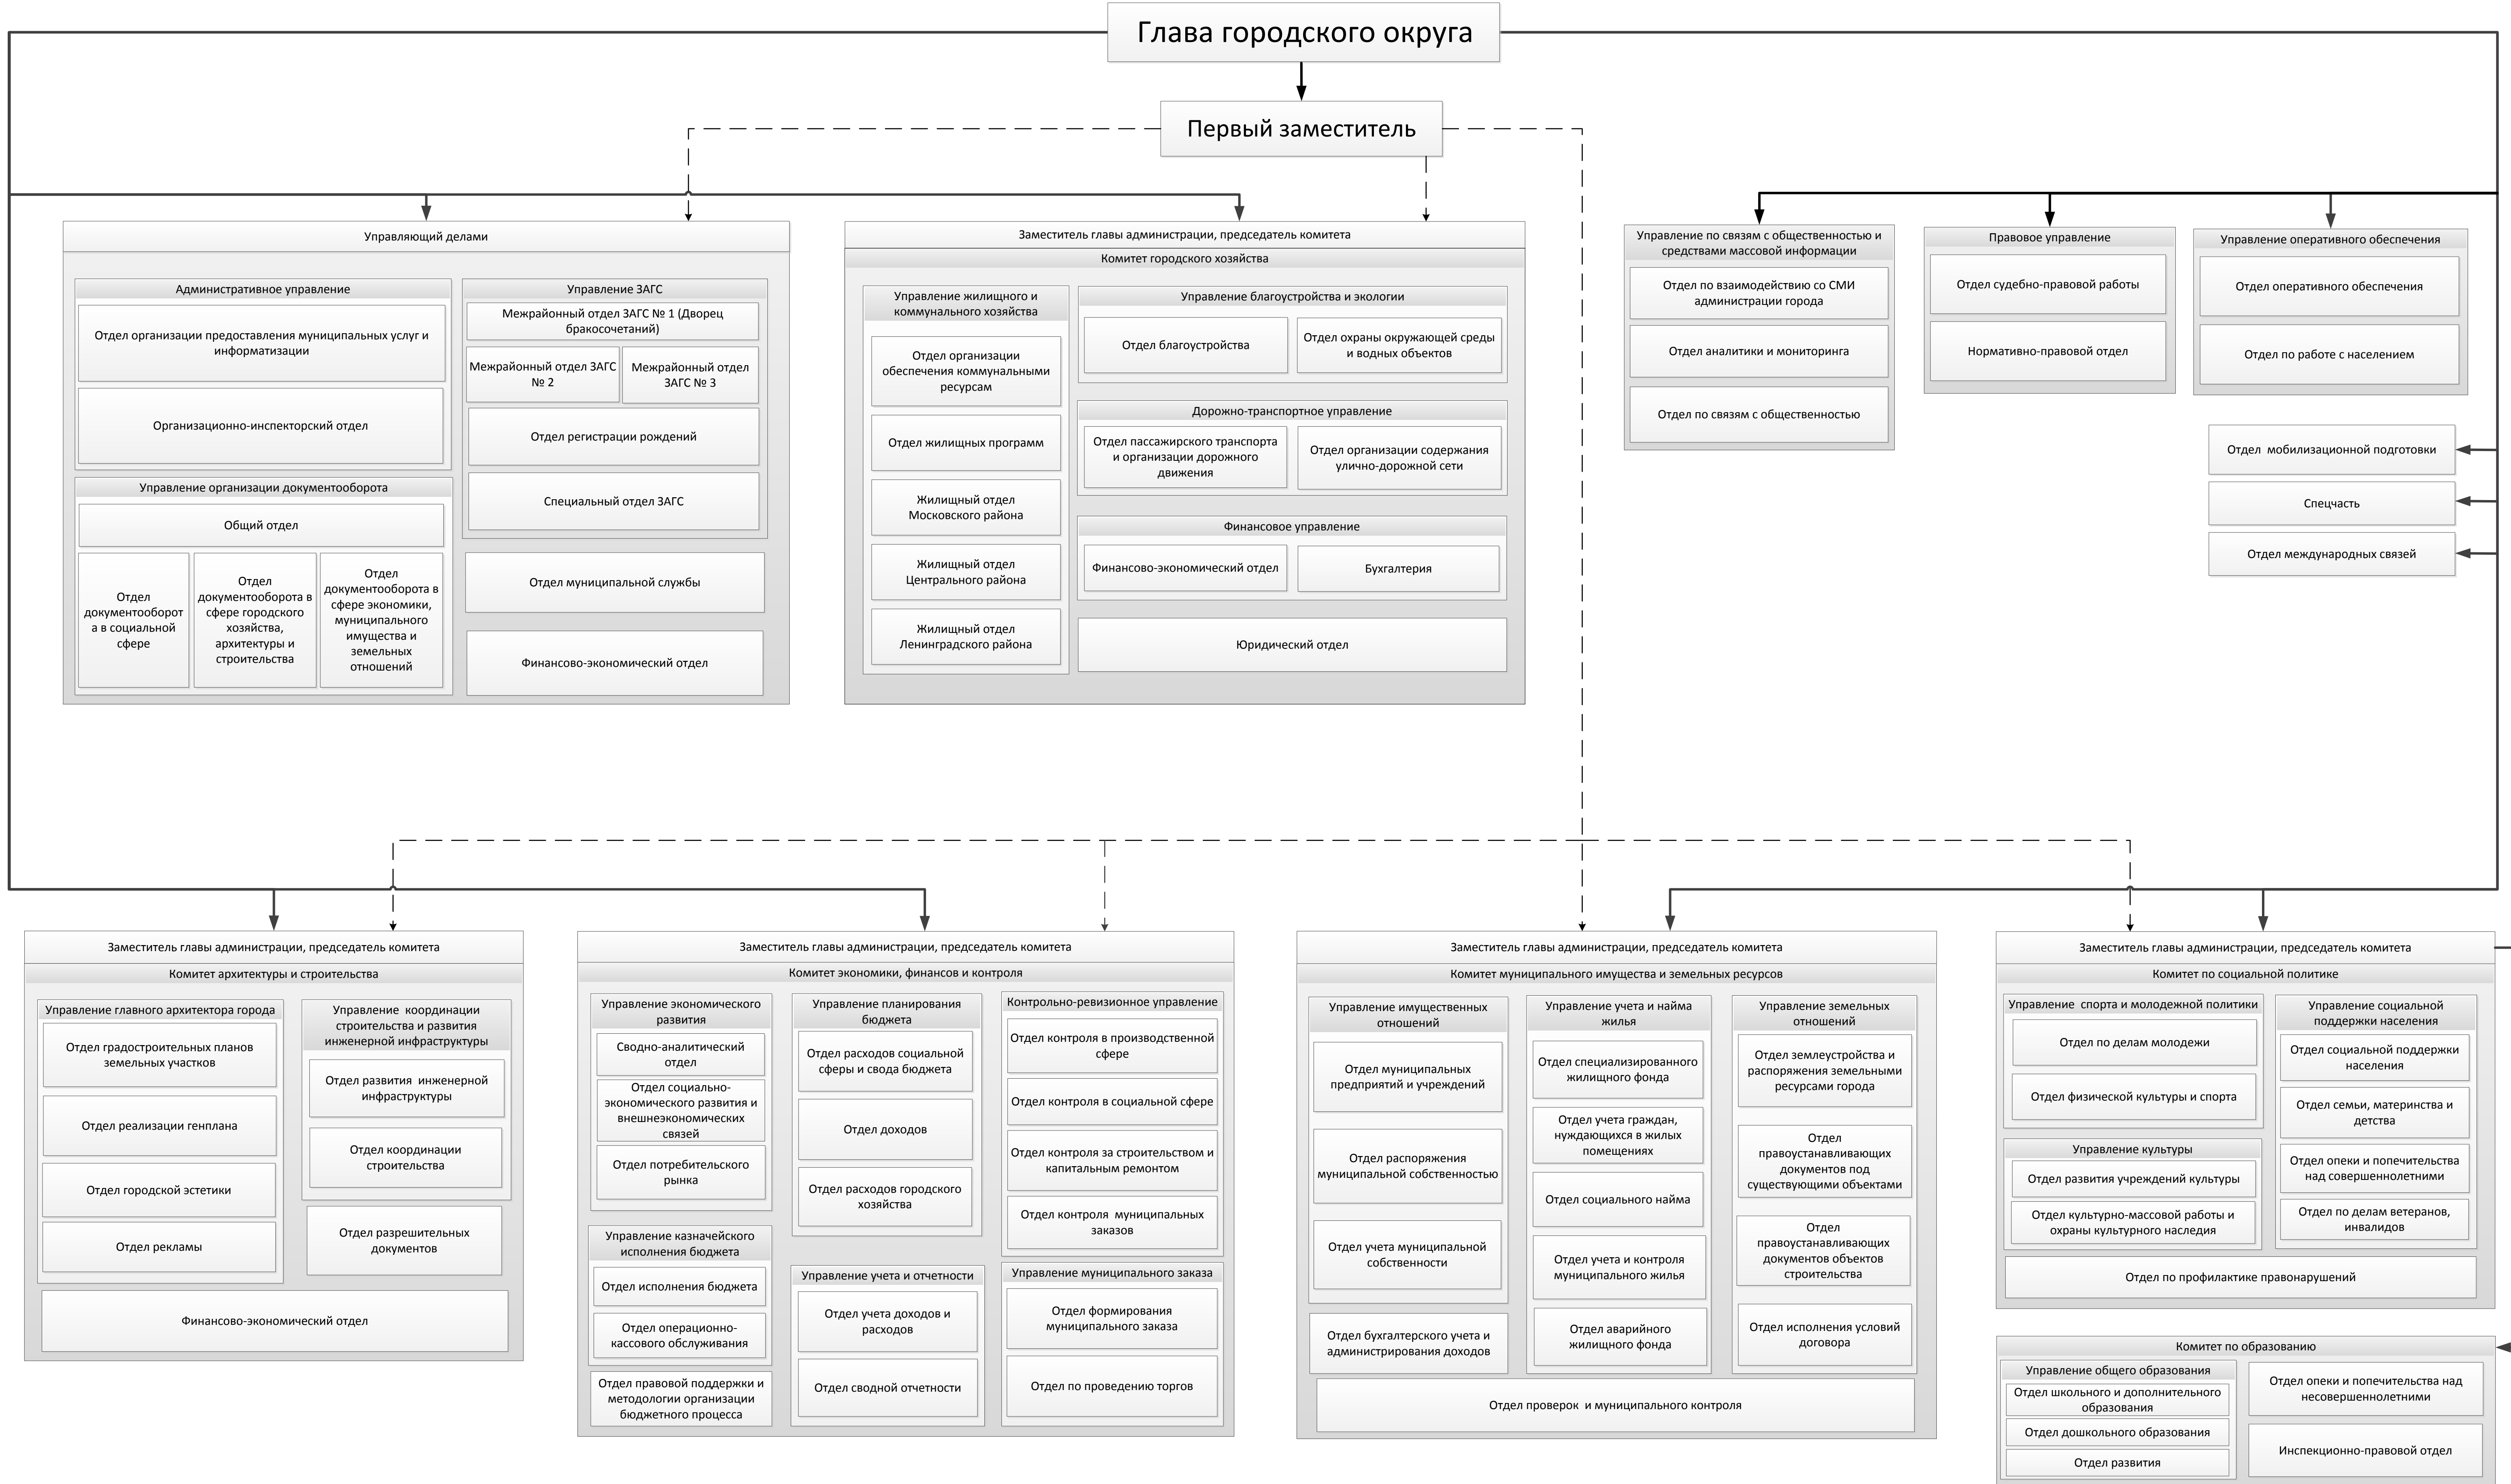 Глава городского округа
Первый заместитель
Управляющий делами
Административное управление
Отдел организации предоставления муниципальных услуг и
информатизации
Организационно-инспекторский отдел
Управление организации документооборота
Общий отдел
Отдел
документооборот
а в социальной
сфере
Отдел
документооборота в
сфере городского
хозяйства,
архитектуры и
строительства
Отдел
документооборота в
сфере экономики,
муниципального
имущества и
земельных
отношений
Управление ЗАГС
Межрайонный отдел ЗАГС № 1 (Дворец
бракосочетаний)
Межрайонный отдел ЗАГС
№ 2
Межрайонный отдел
ЗАГС № 3
Отдел регистрации рождений
Специальный отдел ЗАГС
Отдел муниципальной службы
Финансово-экономический отдел
Заместитель главы администрации, председатель комитета
Комитет городского хозяйства
Управление жилищного и
коммунального хозяйства
Отдел организации
обеспечения коммунальными
ресурсам
Отдел жилищных программ
Жилищный отдел
Московского района
Жилищный отдел
Центрального района
Жилищный отдел
Ленинградского района
Управление благоустройства и экологии
Отдел благоустройства
Отдел охраны окружающей среды
и водных объектов
Дорожно-транспортное управление
Отдел пассажирского транспорта
и организации дорожного
движения
Отдел организации содержания
улично-дорожной сети
Финансовое управление
Финансово-экономический отдел
Бухгалтерия
Юридический отдел
Управление по связям с общественностью и
средствами массовой информации
Отдел по взаимодействию со СМИ
администрации города
Отдел аналитики и мониторинга
Отдел по связям с общественностью
Правовое управление
Отдел судебно-правовой работы
Нормативно-правовой отдел
Управление оперативного обеспечения
Отдел оперативного обеспечения
Отдел по работе с населением
Отдел мобилизационной подготовки
Спецчасть
Отдел международных связей
Заместитель главы администрации, председатель комитета
Комитет архитектуры и строительства
Управление главного архитектора города
Отдел градостроительных планов
земельных участков
Отдел реализации генплана
Отдел городской эстетики
Отдел рекламы
Управление координации
строительства и развития
инженерной инфраструктуры
Отдел развития инженерной
инфраструктуры
Отдел координации
строительства
Отдел разрешительных
документов
Финансово-экономический отдел
Заместитель главы администрации, председатель комитета
Комитет экономики, финансов и контроля
Управление экономического
развития
Сводно-аналитический
отдел
Отдел социально-
экономического развития и
внешнеэкономических
связей
Отдел потребительского
рынка
Управление казначейского
исполнения бюджета
Отдел исполнения бюджета
Отдел операционно-
кассового обслуживания
Отдел правовой поддержки и
методологии организации
бюджетного процесса
Управление планирования
бюджета
Отдел расходов социальной
сферы и свода бюджета
Отдел доходов
Отдел расходов городского
хозяйства
Управление учета и отчетности
Отдел учета доходов и
расходов
Отдел сводной отчетности
Контрольно-ревизионное управление
Отдел контроля в производственной
сфере
Отдел контроля в социальной сфере
Отдел контроля за строительством и
капитальным ремонтом
Отдел контроля муниципальных
заказов
Управление муниципального заказа
Отдел формирования
муниципального заказа
Отдел по проведению торгов
Заместитель главы администрации, председатель комитета
Комитет муниципального имущества и земельных ресурсов
Управление имущественных
отношений
Отдел муниципальных
предприятий и учреждений
Отдел распоряжения
муниципальной собственностью
Отдел учета муниципальной
собственности
Отдел бухгалтерского учета и
администрирования доходов
Управление учета и найма
жилья
Отдел специализированного
жилищного фонда
Отдел учета граждан,
нуждающихся в жилых
помещениях
Отдел социального найма
Отдел учета и контроля
муниципального жилья
Отдел аварийного
жилищного фонда
Управление земельных
отношений
Отдел землеустройства и
распоряжения земельными
ресурсами города
Отдел
правоустанавливающих
документов под
существующими объектами
Отдел
правоустанавливающих
документов объектов
строительства
Отдел исполнения условий
договора
Отдел проверок и муниципального контроля
Заместитель главы администрации, председатель комитета
Комитет по социальной политике
Управление спорта и молодежной политики
Отдел по делам молодежи
Отдел физической культуры и спорта
Управление культуры
Отдел развития учреждений культуры
Отдел культурно-массовой работы и
охраны культурного наследия
Управление социальной
поддержки населения
Отдел социальной поддержки
населения
Отдел семьи, материнства и
детства
Отдел опеки и попечительства
над совершеннолетними
Отдел по делам ветеранов,
инвалидов
Отдел по профилактике правонарушений
Комитет по образованию
Управление общего образования
Отдел школьного и дополнительного
образования
Отдел дошкольного образования
Отдел развития
Отдел опеки и попечительства над
несовершеннолетними
Инспекционно-правовой отдел